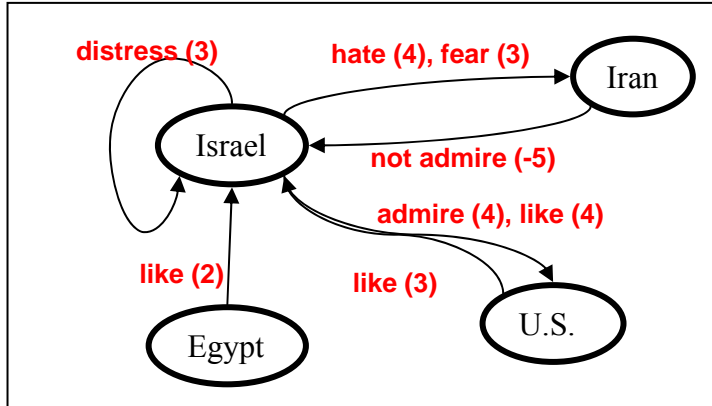 distress (3)
hate (4), fear (3)
Iran
Israel
not admire (-5)
admire (4), like (4)
like (2)
like (3)
U.S.
Egypt